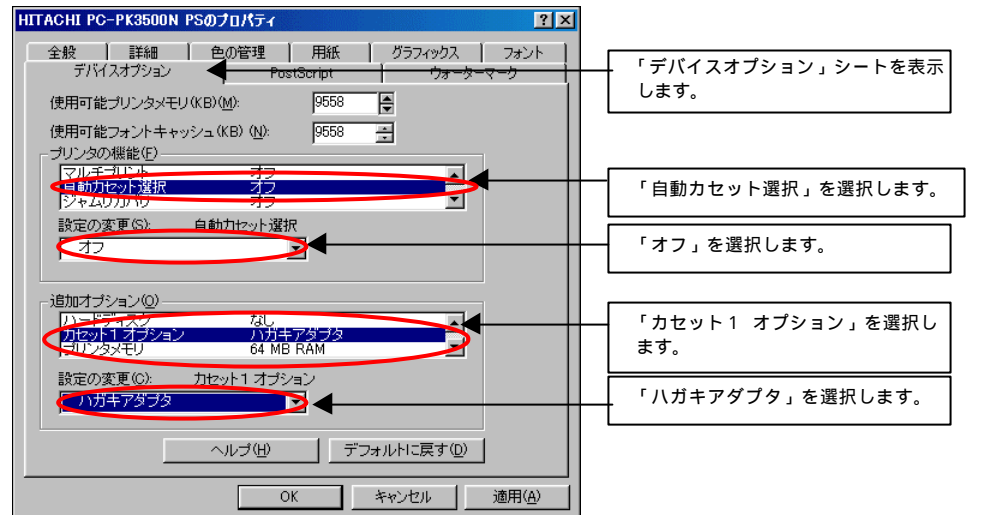 HITACHI PC-PK3500N PSのプロパティ
全般 詳細 色の管理 用紙 グラフィックス フォント
デバイスオプション PostScript ウォーターマーク
使用可能プリンタメモリ(KB)(M): 9558
使用可能フォントキャッシュ(KB) (N): 9558
プリンタの機能(F)
マルチプリント オフ
自動カセット選択 オフ
ジャムリカバリ オフ
設定の変更(S): 自動カセット選択
オフ
追加オプション(O)
ハードディスク なし
カセット1 オプション ハガキアダプタ
プリンタメモリ 64 MB RAM
設定の変更(C): カセット1 オプション
ハガキアダプタ
ヘルプ(H) デフォルトに戻す(D)
OK キャンセル 適用(A)
「デバイスオプション」シートを表示
します。
「自動カセット選択」を選択します。
「オフ」を選択します。
「カセット1 オプション」を選択し
ます。
「ハガキアダプタ」を選択します。